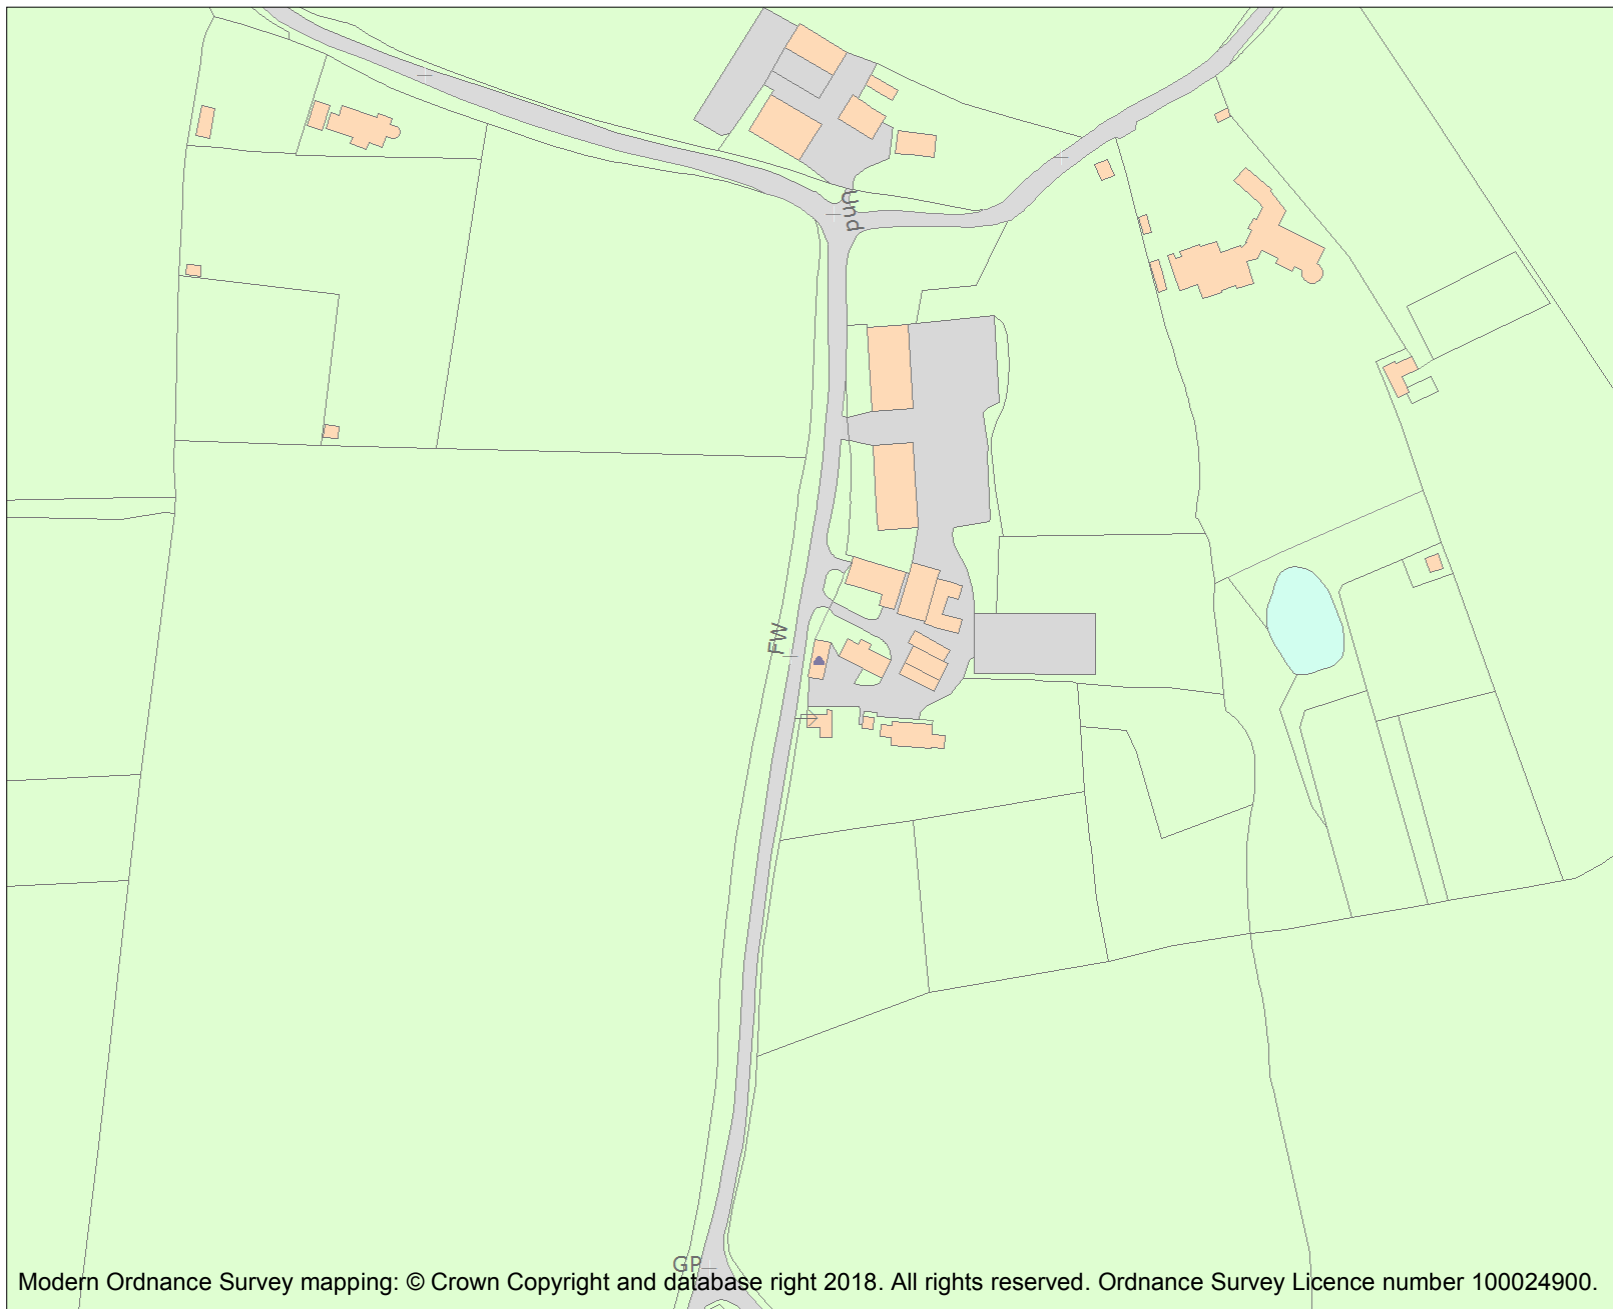 Und
FW
GP
Modern Ordnance Survey mapping: © Crown Copyright and database right 2018. All rights reserved. Ordnance Survey Licence number 100024900.